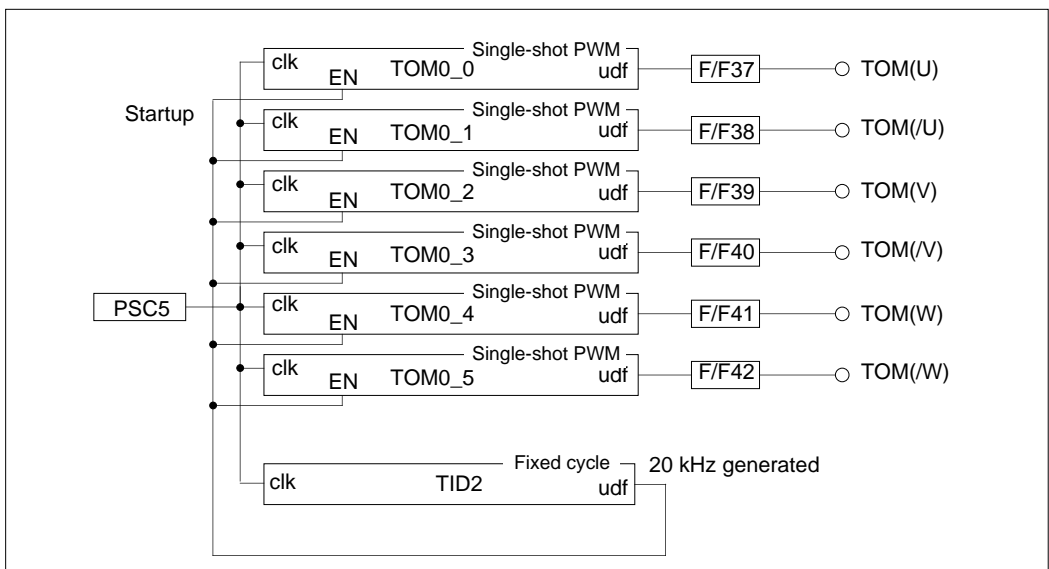 Single-shot PWM
clk EN TOM0_0 udf F/F37 TOM(U)
Startup
Single-shot PWM
clk EN TOM0_1 udf F/F38 TOM(/U)
Single-shot PWM
clk EN TOM0_2 udf F/F39 TOM(V)
Single-shot PWM
clk EN TOM0_3 udf F/F40 TOM(/V)
PSC5
Single-shot PWM
clk EN TOM0_4 udf F/F41 TOM(W)
Single-shot PWM
clk EN TOM0_5 udf F/F42 TOM(/W)
Fixed cycle 20 kHz generated
clk TID2 udf